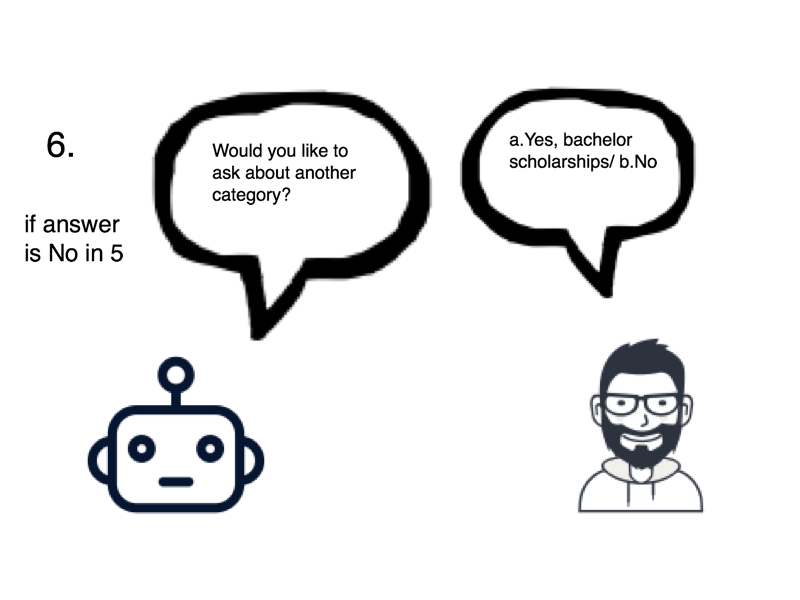 6.
if answer
is No in 5
Would you like to
ask about another
category?
a.Yes, bachelor
scholarships/ b.No